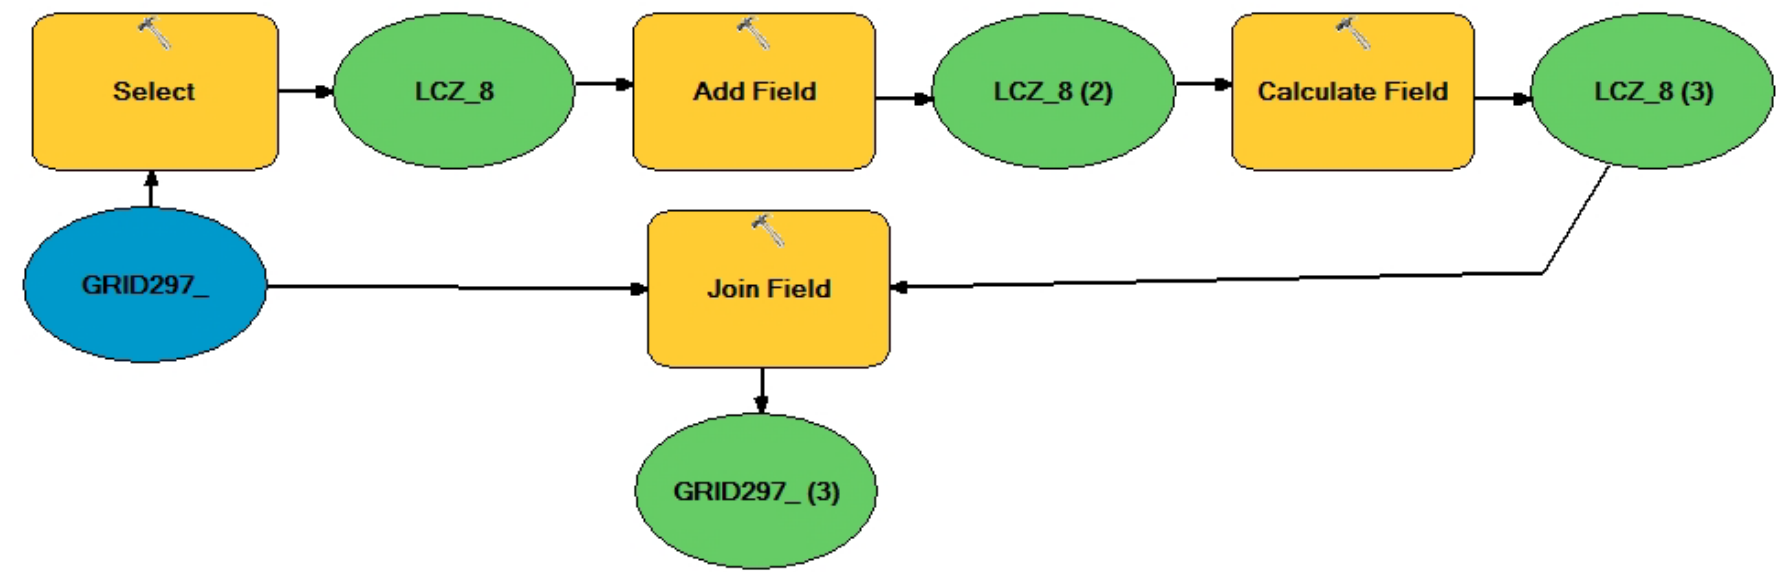 Select
LCZ_8
Add Field
LCZ_8 (2)
Calculate Field
LCZ_8 (3)
GRID297_
Join Field
GRID297_ (3)